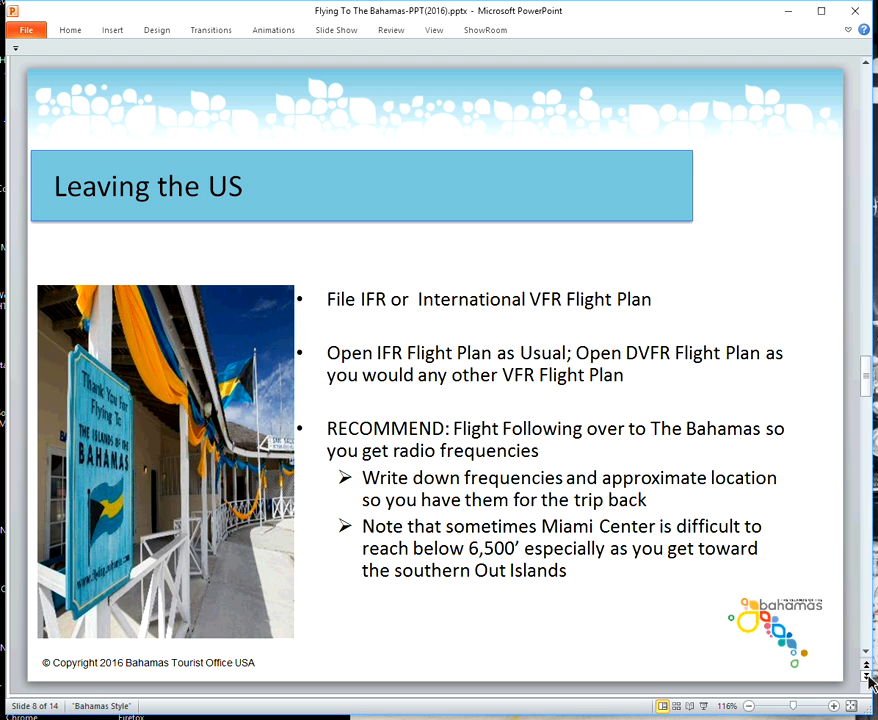 Flying To The Bahamas-PPT(2016).pptx - Microsoft PowerPoint
File Home Insert Design Transitions Animations Slide Show Review View ShowRoom
Leaving the US
• File IFR or International VFR Flight Plan
• Open IFR Flight Plan as Usual; Open DVFR Flight Plan as
you would any other VFR Flight Plan
• RECOMMEND: Flight Following over to The Bahamas so
you get radio frequencies
➢ Write down frequencies and approximate location
so you have them for the trip back
➢ Note that sometimes Miami Center is difficult to
reach below 6,500’ especially as you get toward
the southern Out Islands
Thank You For
Flying To
THE ISLANDS OF THE
BAHAMAS
bahamas
© Copyright 2016 Bahamas Tourist Office USA
Slide 8 of 14 "Bahamas Style" 116%
Chrome Firefox